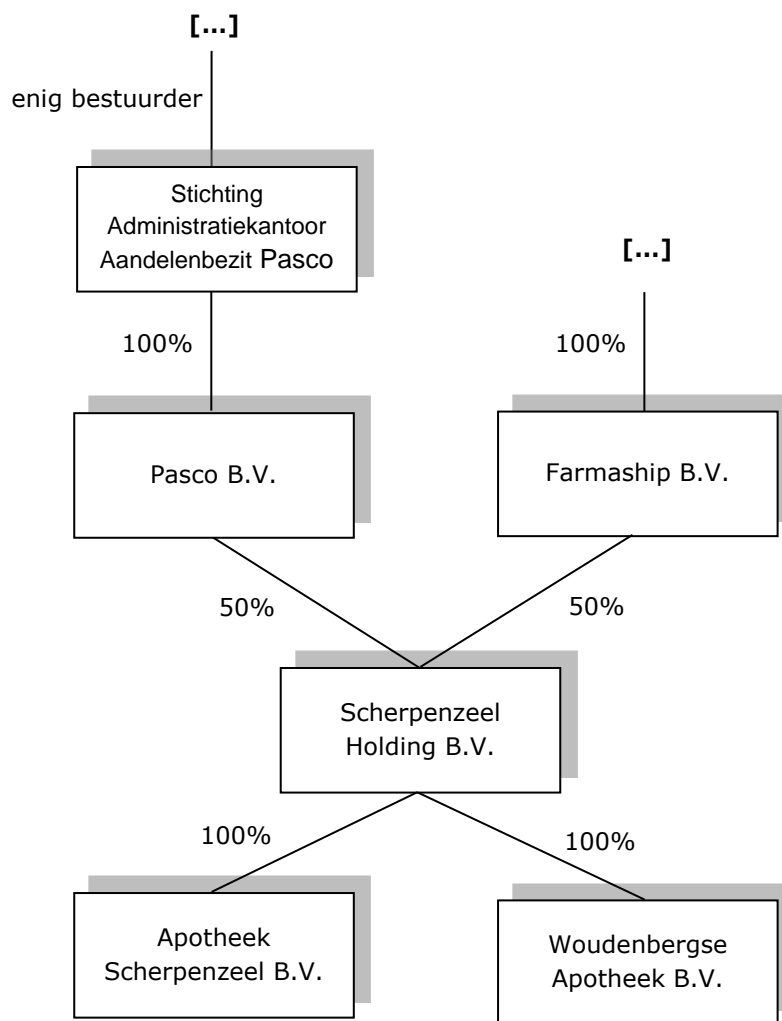 […]
enig bestuurder
Stichting
Administratiekantoor
Aandelenbezit Pasco
[…]
100%
100%
Pasco B.V.
Farmaship B.V.
50%
50%
Scherpenzeel
Holding B.V.
100%
100%
Apotheek
Scherpenzeel B.V.
Woudenbergse
Apotheek B.V.